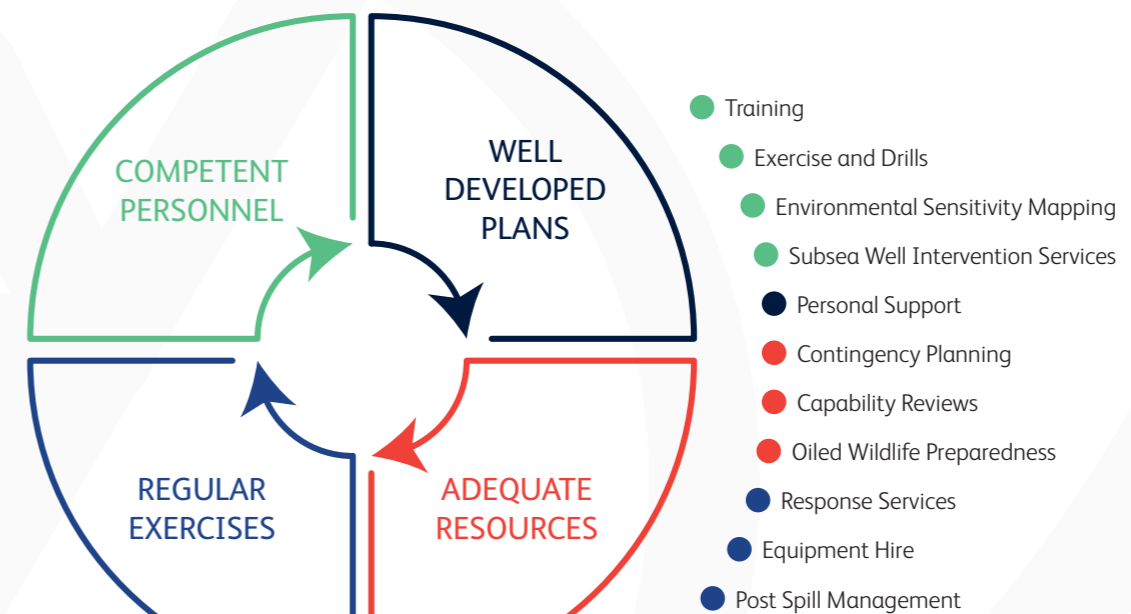 COMPETENT
PERSONNEL
WELL
DEVELOPED
PLANS
REGULAR
EXERCISES
ADEQUATE
RESOURCES
Training
Exercise and Drills
Environmental Sensitivity Mapping
Subsea Well Intervention Services
Personal Support
Contingency Planning
Capability Reviews
Oiled Wildlife Preparedness
Response Services
Equipment Hire
Post Spill Management